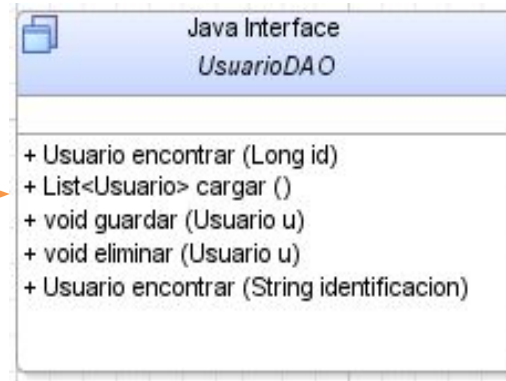 Java Interface
UsuarioDAO
+ Usuario encontrar (Long id)
+ List<Usuario> cargar ()
+ void guardar (Usuario u)
+ void eliminar (Usuario u)
+ Usuario encontrar (String identificacion)